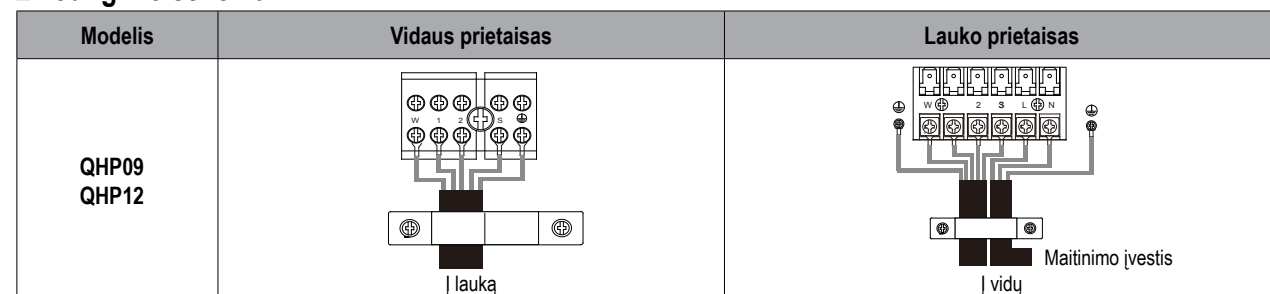 Modelis Vidaus prietaisas Lauko prietaisas
QHP09
QHP12
W 1 2 S
W 2 S L N
Maitinimo įvestis
Į lauką
Į vidų